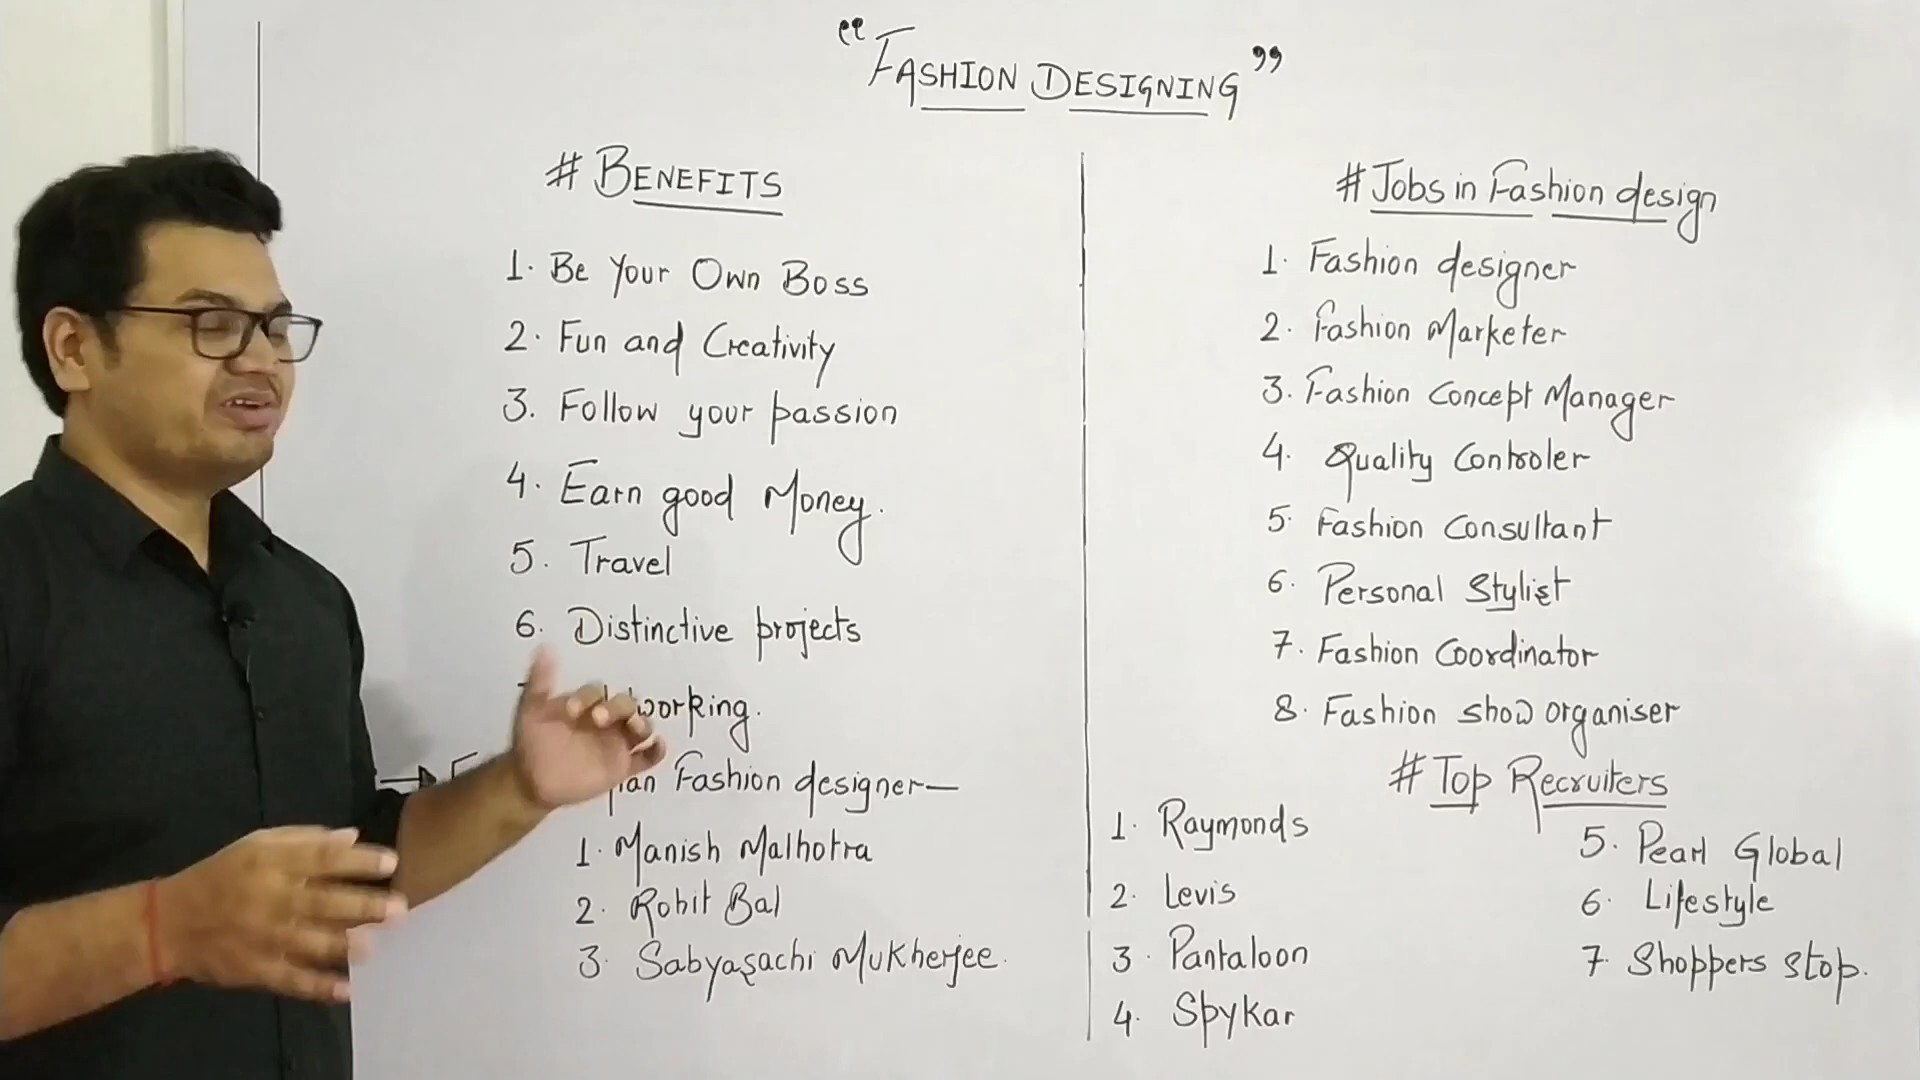 “FASHION DESIGNING”
# BENEFITS
1. Be Your Own Boss
2. Fun and Creativity
3. Follow your passion
4. Earn good Money.
5. Travel
6. Distinctive projects
working.
Fashion designer—
1. Manish Malhotra
2. Rohit Bal
3. Sabyasachi Mukherjee.
# Jobs in Fashion design
1. Fashion designer
2. Fashion Marketer
3. Fashion Concept Manager
4. Quality Controler
5. Fashion Consultant
6. Personal Stylist
7. Fashion Coordinator
8. Fashion show organiser
# Top Recruiters
1. Raymonds
2. Levis
3. Pantaloon
4. Spykar
5. Pearl Global
6. Lifestyle
7. Shoppers Stop.